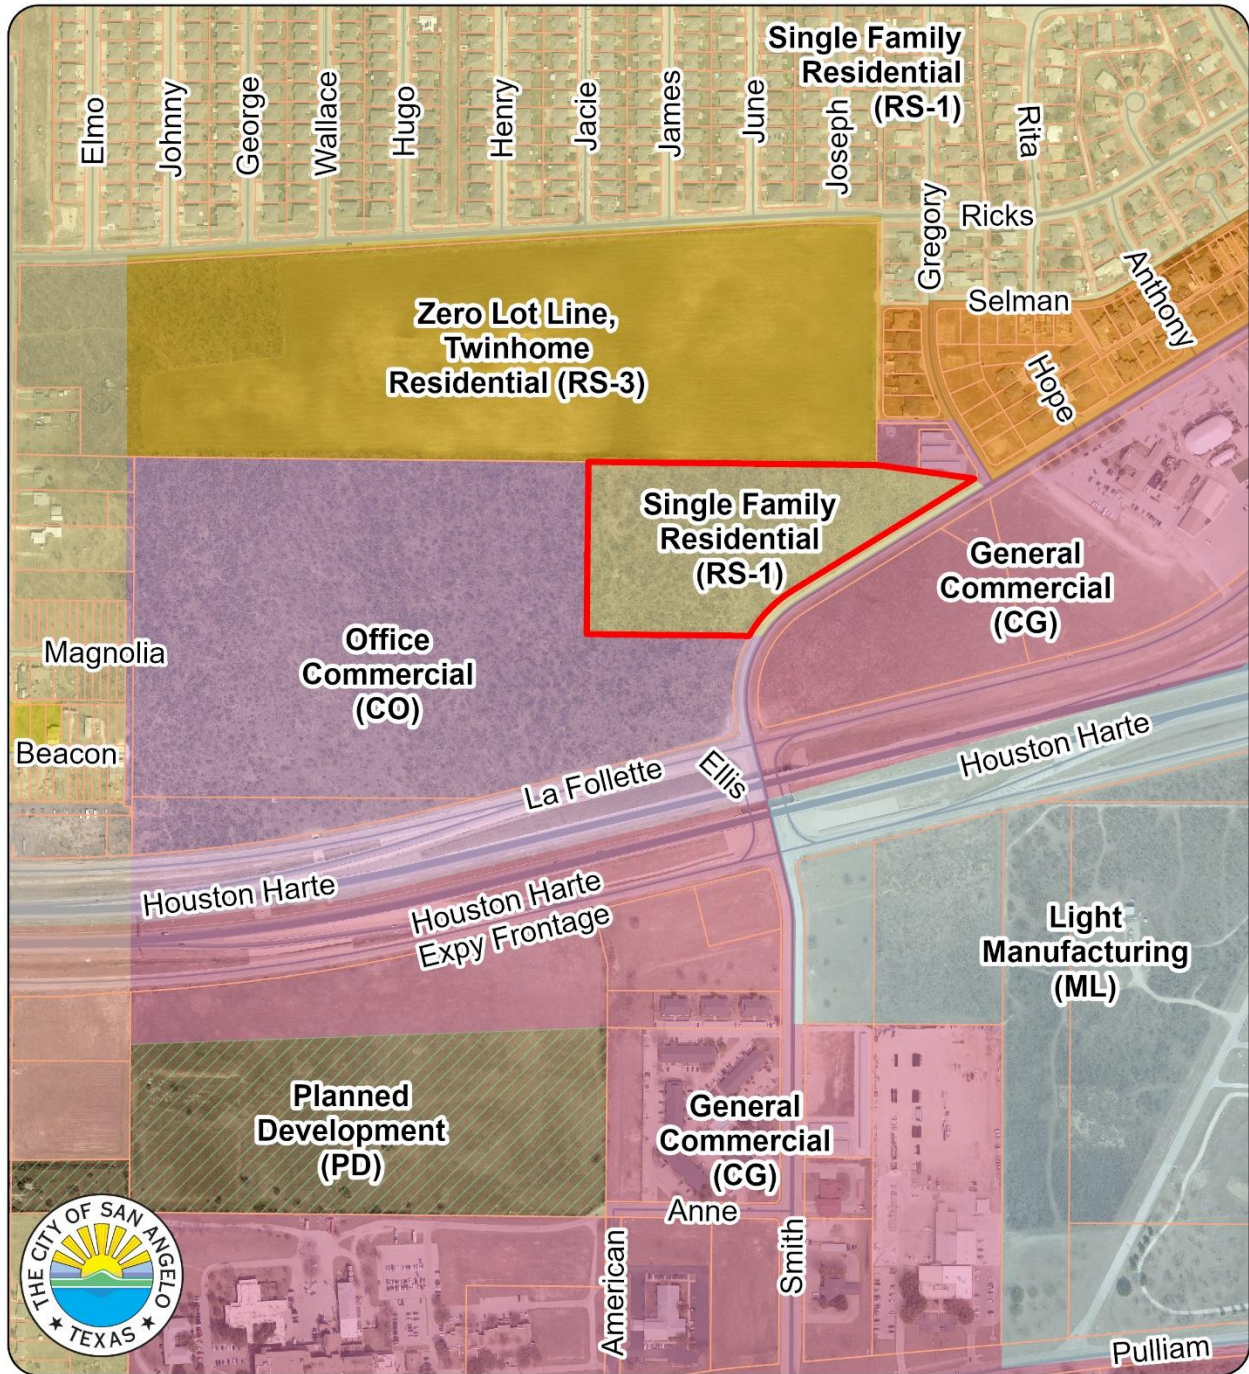 Single Family
Residential
(RS-1)
Elmo
Johnny
George
Wallace
Hugo
Henry
Jacie
James
June
Joseph
Rita
Gregory
Ricks
Selman
Anthony
Hope
Zero Lot Line,
Twinhome
Residential (RS-3)
Single Family
Residential
(RS-1)
General
Commercial
(CG)
Office
Commercial
(CO)
Magnolia
Beacon
La Follette
Ellis
Houston Harte
Houston Harte
Houston Harte
Expy Frontage
Light
Manufacturing
(ML)
Planned
Development
(PD)
General
Commercial
(CG)
Anne
American
Smith
Pulliam
THE CITY OF SAN ANGELO
★ TEXAS ★